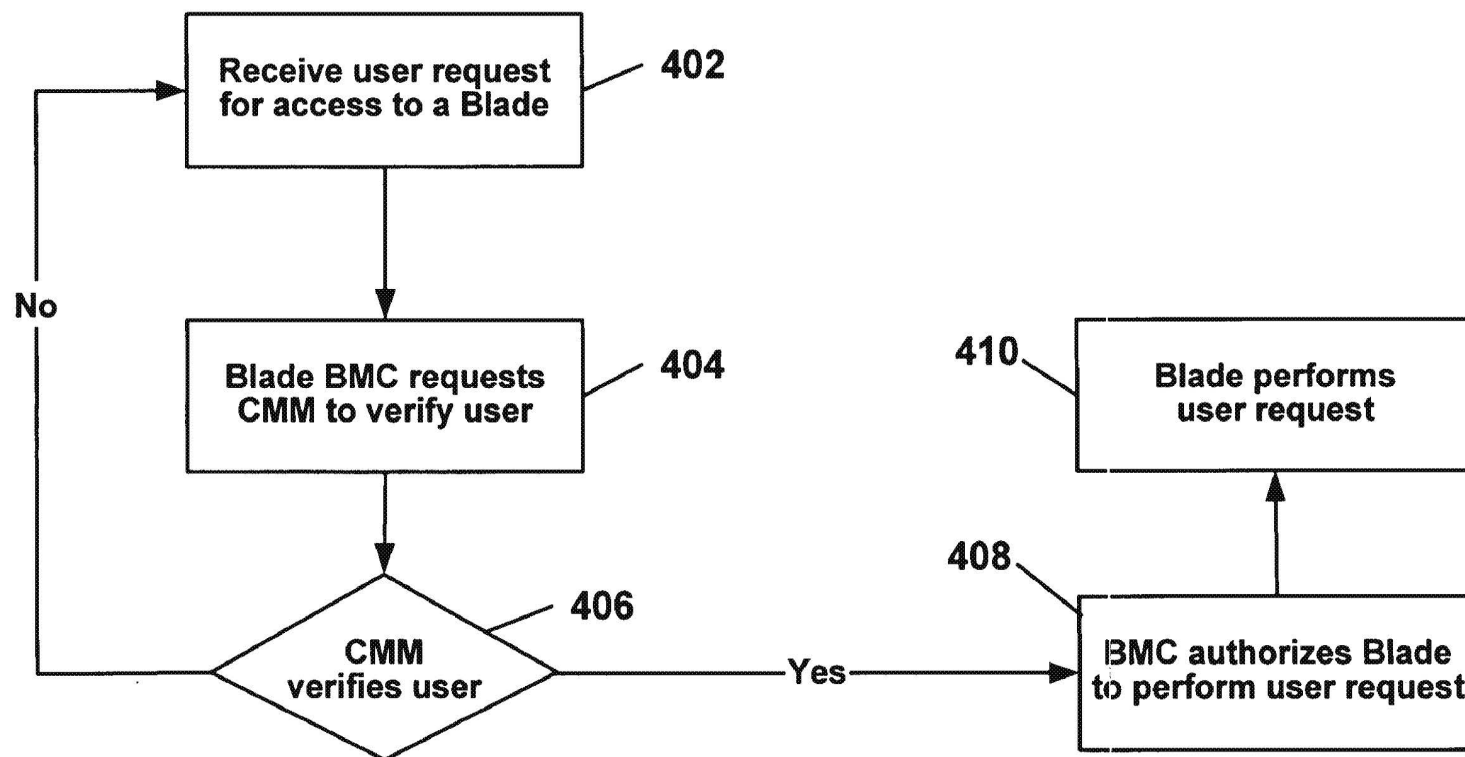 Receive user request
for access to a Blade
402
No
Blade BMC requests
CMM to verify user
404
410
Blade performs
user request
406
CMM
verifies user
Yes
408
BMC authorizes Blade
to perform user request